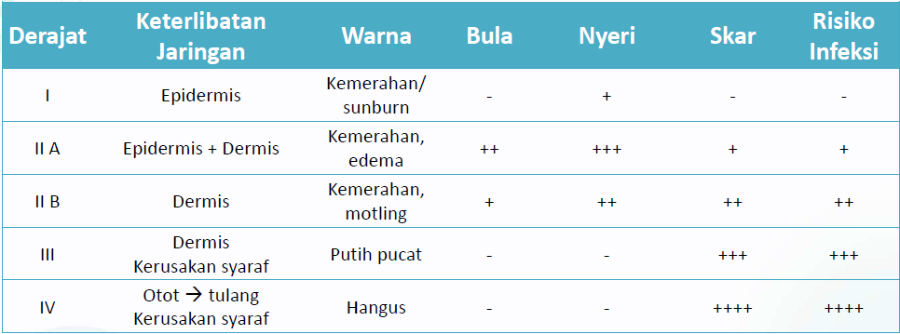 Derajat Keterlibatan Jaringan Warna Bula Nyeri Skar Risiko Infeksi
I Epidermis Kemerahan/ sunburn - + - -
II A Epidermis + Dermis Kemerahan, edema ++ +++ + +
II B Dermis Kemerahan, motling + ++ ++ ++
III Dermis Kerusakan syaraf Putih pucat - - +++ +++
IV Otot → tulang Kerusakan syaraf Hangus - - ++++ ++++